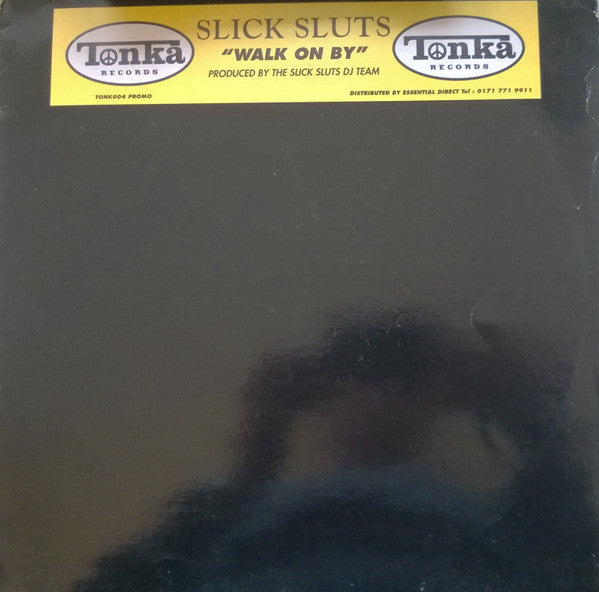 Tonkā
RECORDS
TONK004 PROMO
SLICK SLUTS
"WALK ON BY"
PRODUCED BY THE SLICK SLUTS DJ TEAM
Tonkā
RECORDS
DISTRIBUTED BY ESSENTIAL DIRECT Tel : 0171 771 9911